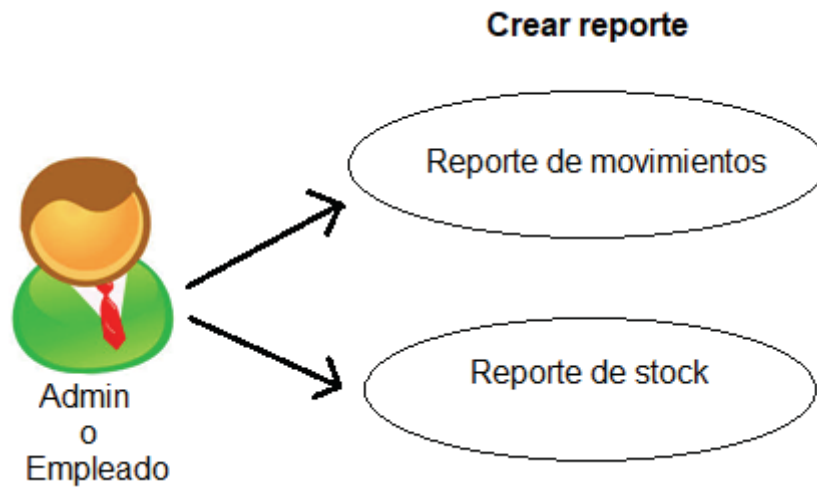 Crear reporte
Reporte de movimientos
Reporte de stock
Admin
o
Empleado